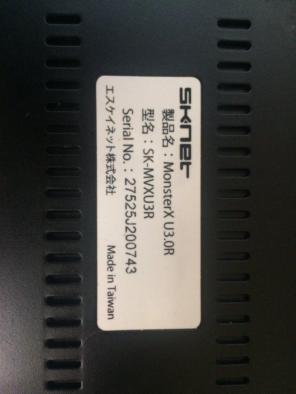 sknet
製品名：MonsterX U3.0R
型名：SK-MVXU3R
Serial No.：27525J200743
エスケイネット株式会社 Made in Taiwan